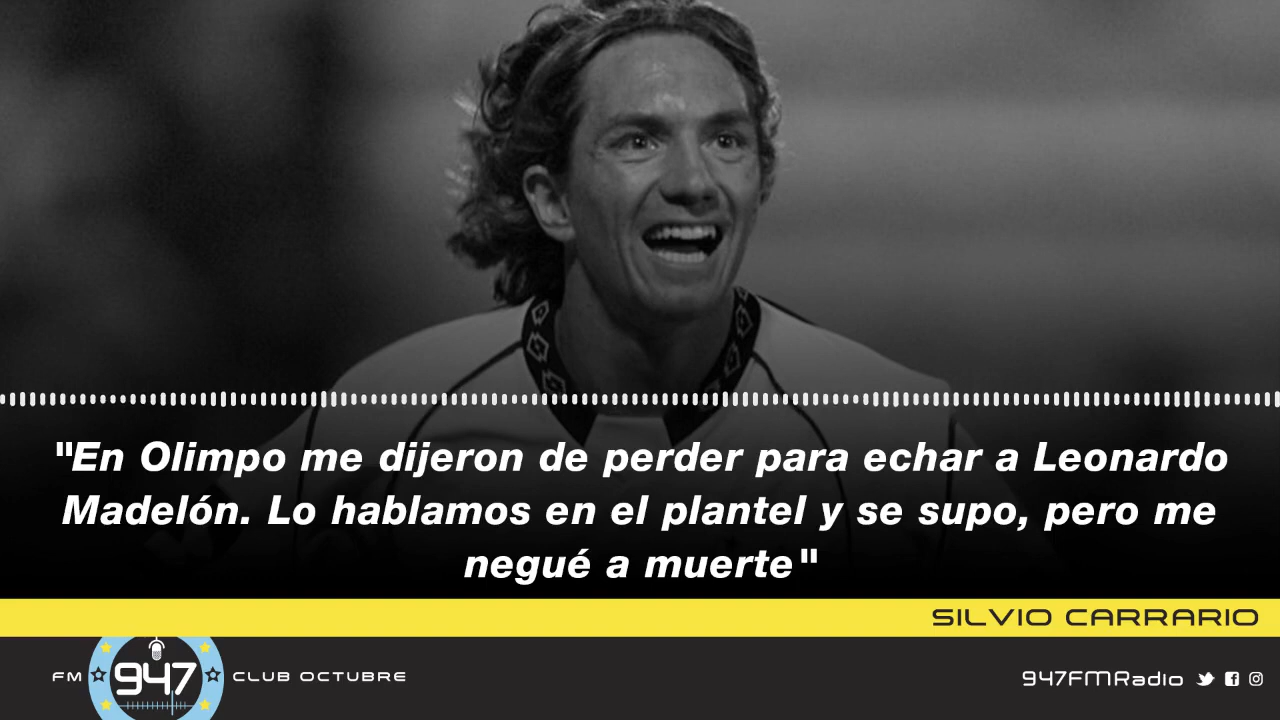 "En Olimpo me dijeron de perder para echar a Leonardo
Madelón. Lo hablamos en el plantel y se supo, pero me
negué a muerte"
SILVIO CARRARIO
FM 947 CLUB OCTUBRE
947FMRadio